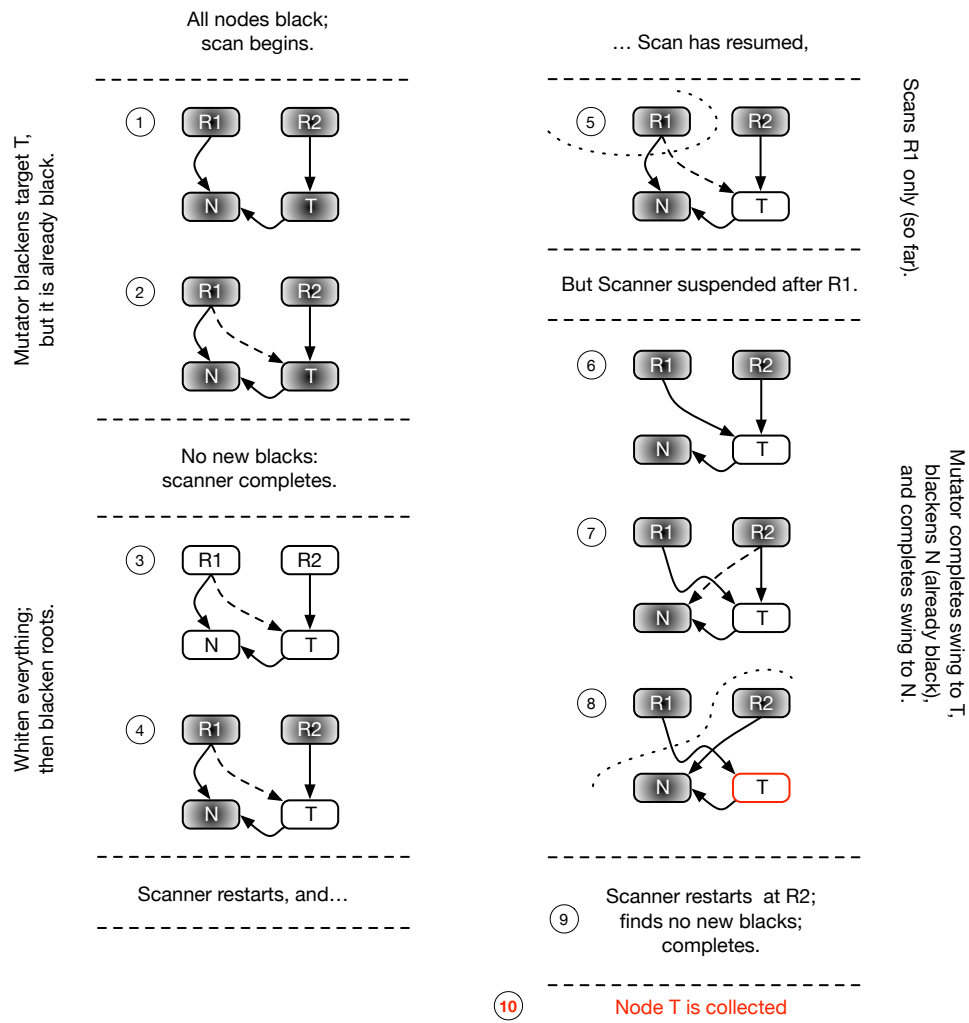 All nodes black;
scan begins.
Mutator blackens target T,
but it is already black.
1
R1
R2
N
T
2
R1
R2
N
T
No new blacks:
scanner completes.
Whiten everything;
then blacken roots.
3
R1
R2
N
T
4
R1
R2
N
T
Scanner restarts, and…
… Scan has resumed,
Scans R1 only (so far).
5
R1
R2
N
T
But Scanner suspended after R1.
Mutator completes swing to T,
blackens N (already black),
and completes swing to N.
6
R1
R2
N
T
7
R1
R2
N
T
8
R1
R2
N
T
9
Scanner restarts at R2;
finds no new blacks;
completes.
10
Node T is collected